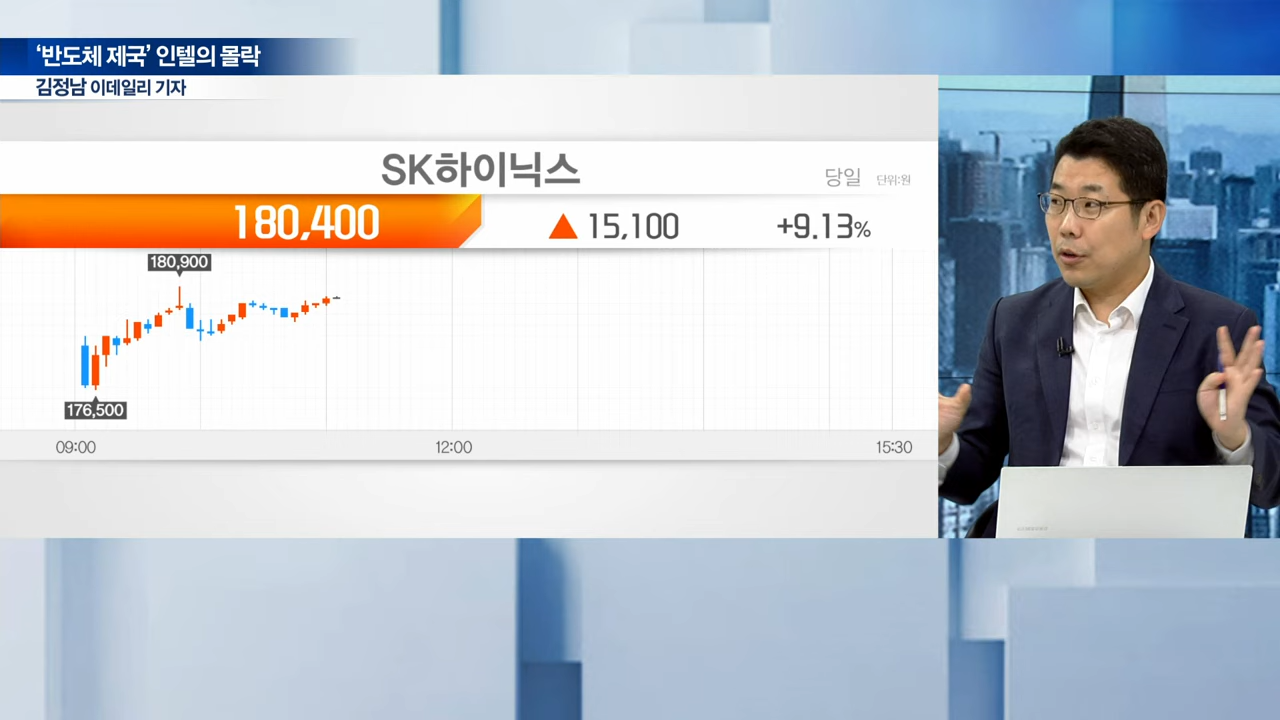 ‘반도체 제국’ 인텔의 몰락
김정남 이데일리 기자
SK하이닉스
당일 단위:원
180,400 ▲ 15,100 +9.13%
180,900
176,500
09:00 12:00 15:30
SAMSUNG